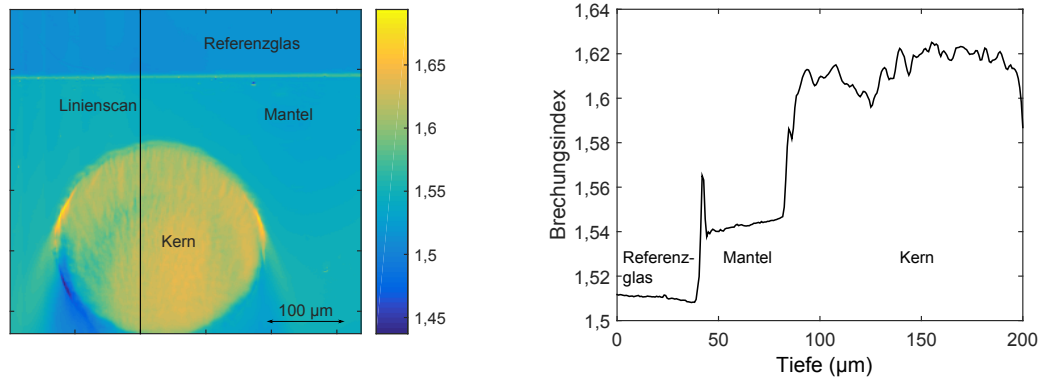 Referenzglas
Linienscan
Mantel
Kern
100 µm
1,65
1,6
1,55
1,5
1,45
Brechungsindex
1,64
1,62
1,6
1,58
1,56
1,54
1,52
1,5
Referenz-
glas
Mantel
Kern
0
50
100
150
200
Tiefe (µm)